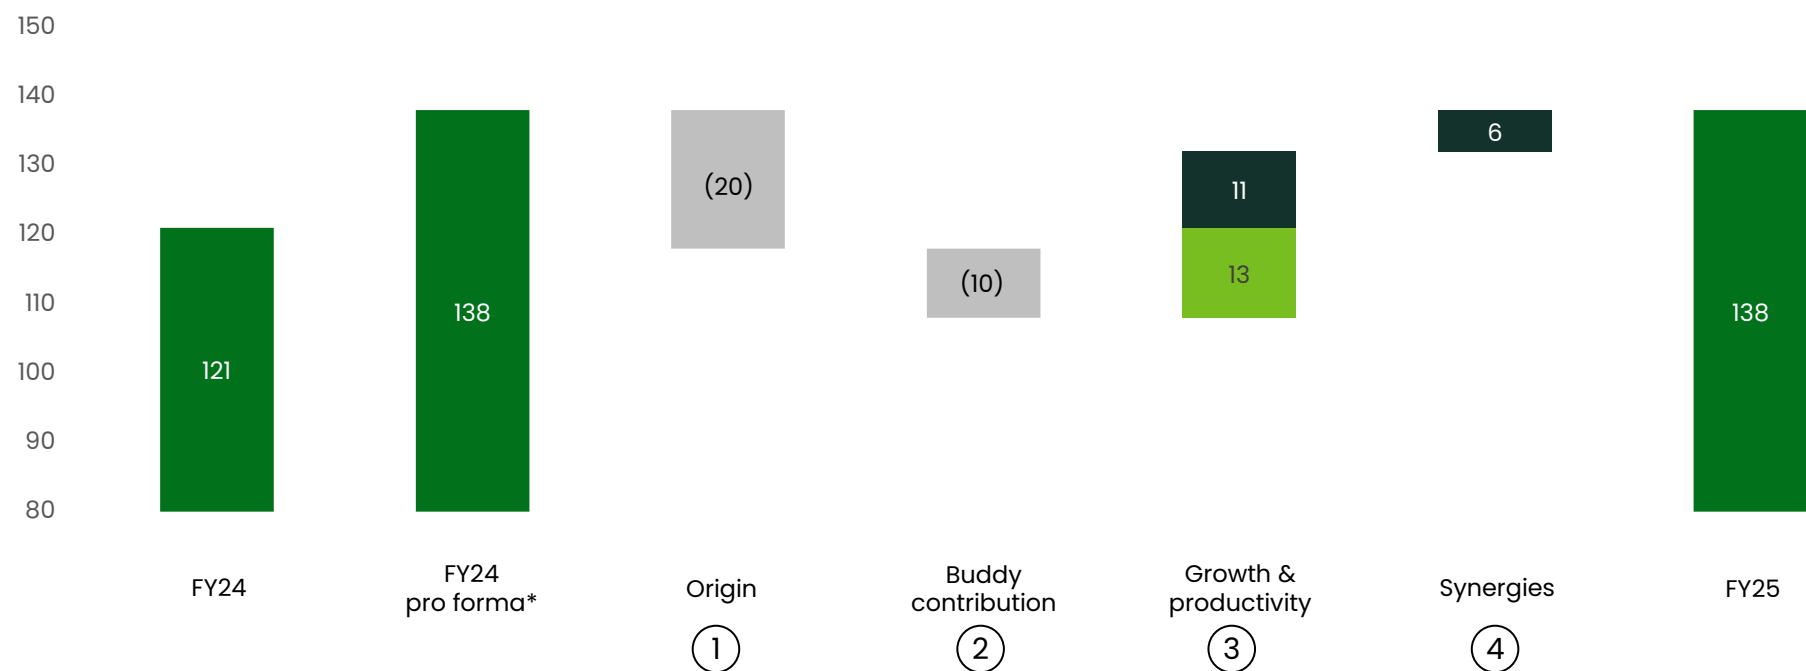 150
140
130
120
110
100
90
80
121
138
(20)
(10)
11
13
6
138
FY24
FY24
pro forma*
Origin
Buddy
contribution
Growth &
productivity
Synergies
FY25
1
2
3
4